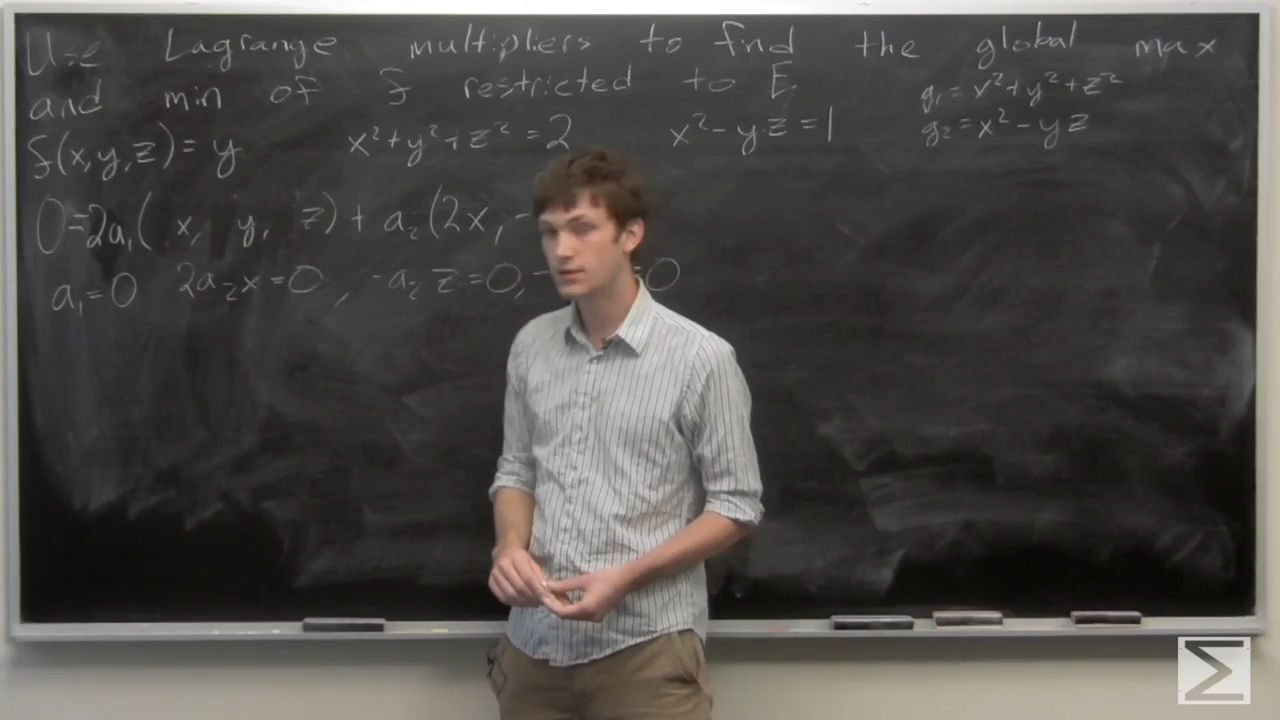 Use Lagrange multipliers to find the global max
and min of f restricted to E
g₁=x²+y²+z²
f(x,y,z)=y x²+y²+z²=2 x²-yz=1 g₂=x²-yz
0=2a₁( x, y, z)+a₂(2x,-
a₁=0 2a₂x=0, -a₂z=0,- =0
Σ